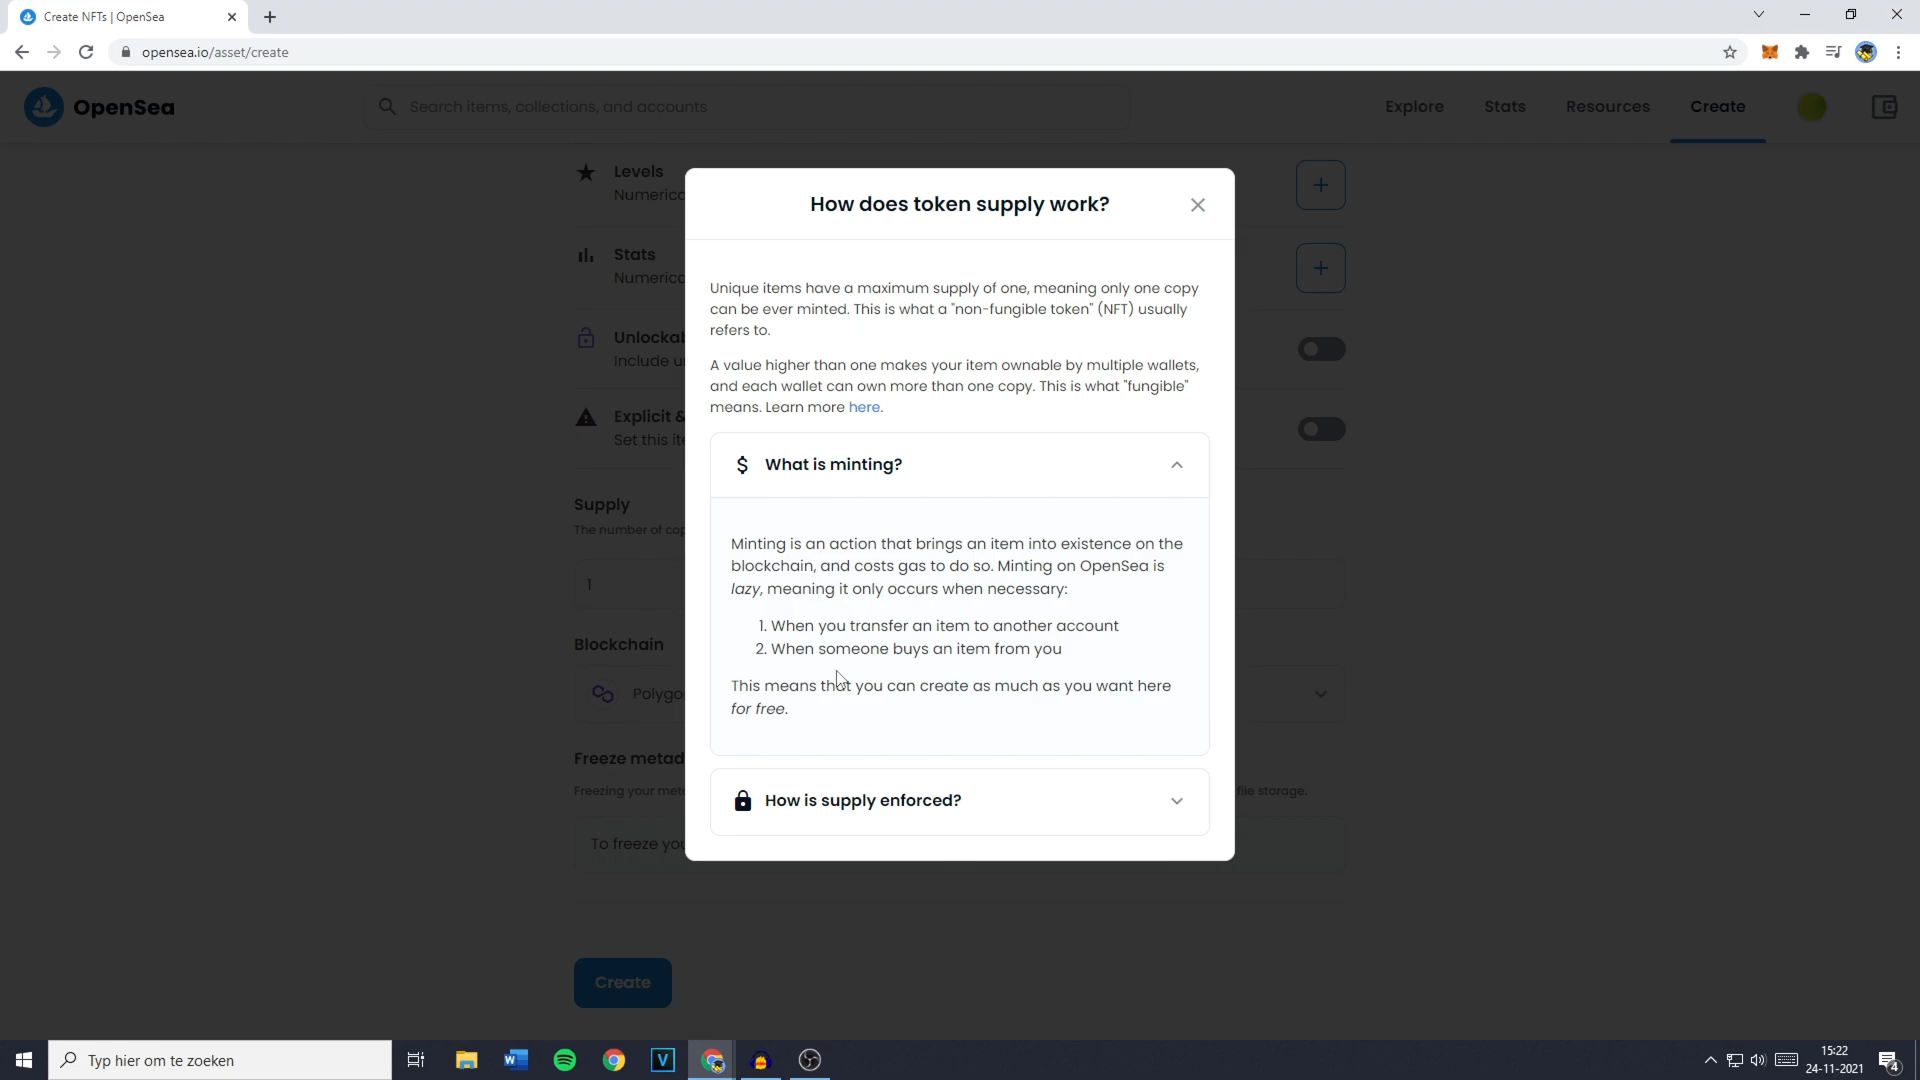 Create NFTs | OpenSea
opensea.io/asset/create
OpenSea
Search items, collections, and accounts
Explore
Stats
Resources
Create
Levels
Numerica
How does token supply work?
Stats
Numerica
Unique items have a maximum supply of one, meaning only one copy
can be ever minted. This is what a "non-fungible token" (NFT) usually
refers to.
Unlockab
Include u
A value higher than one makes your item ownable by multiple wallets,
and each wallet can own more than one copy. This is what "fungible"
means. Learn more here.
Explicit &
Set this ite
What is minting?
Supply
The number of cop
Minting is an action that brings an item into existence on the
blockchain, and costs gas to do so. Minting on OpenSea is
lazy, meaning it only occurs when necessary:
1
1. When you transfer an item to another account
2. When someone buys an item from you
Blockchain
Polygo
This means that you can create as much as you want here
for free.
Freeze metad
Freezing your meta
file storage.
How is supply enforced?
To freeze you
Create
Typ hier om te zoeken
15:22
24-11-2021
4